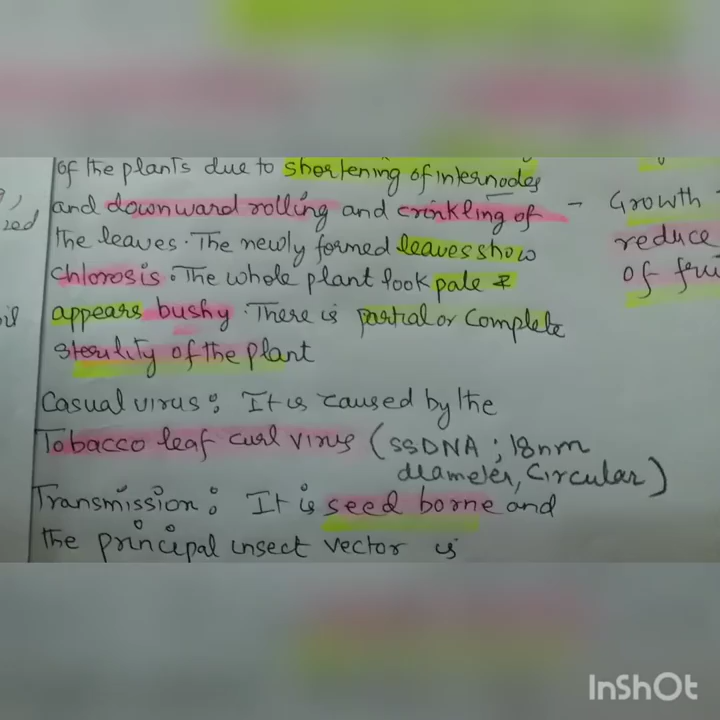 of the plants due to shortening of internodes
and downward rolling and crinkling of
the leaves. The newly formed leaves show
chlorosis. The whole plant look pale &
appears bushy. There is partial or complete
sterility of the plant
Casual virus: It is caused by the
Tobacco leaf curl virus (SSDNA; 18nm
diameter, Circular)
Transmission: It is seed borne and
the principal insect vector is
- Growth
reduce
of
InShOt